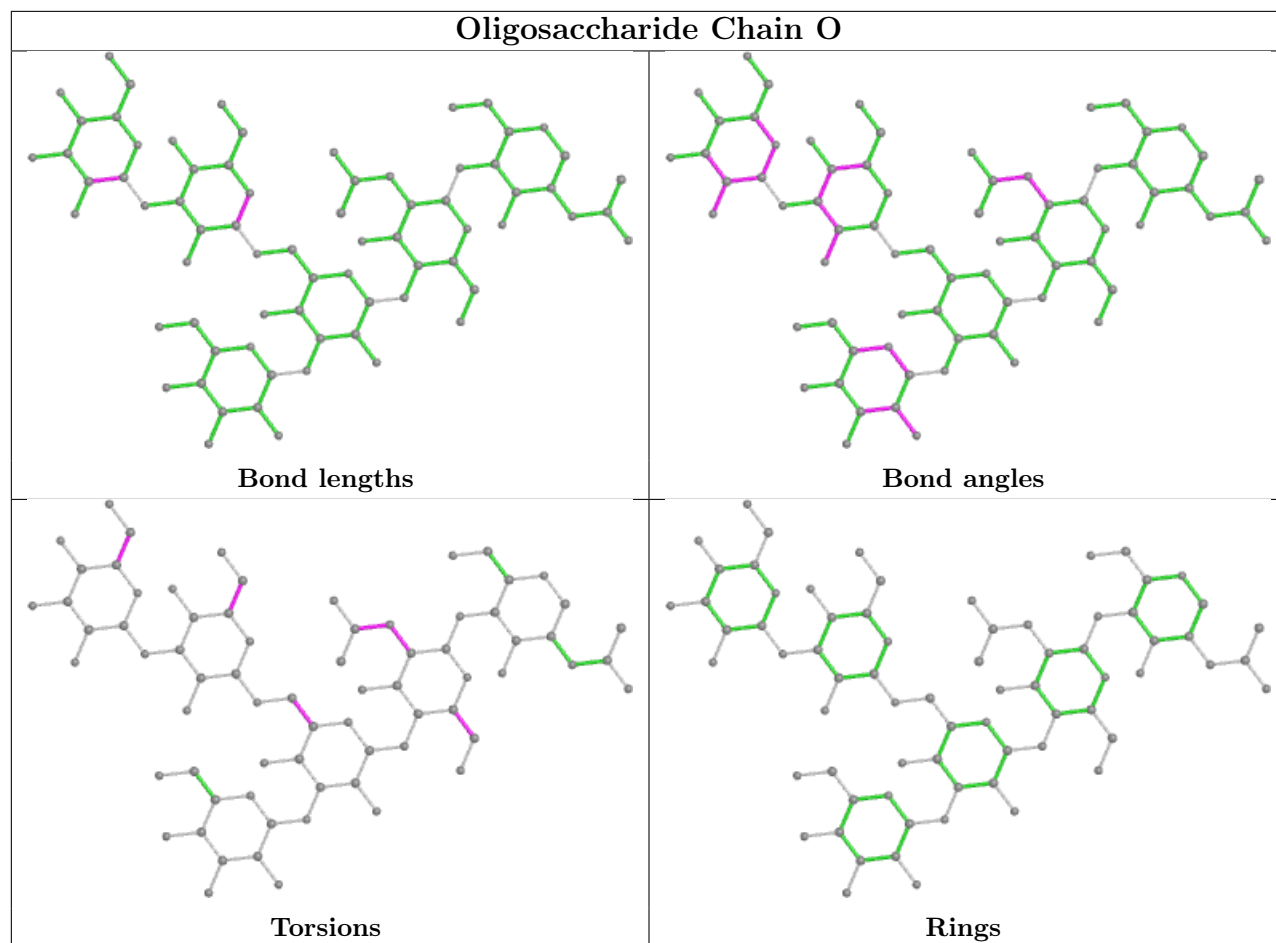 Oligosaccharide Chain O
Bond lengths
Bond angles
Torsions
Rings